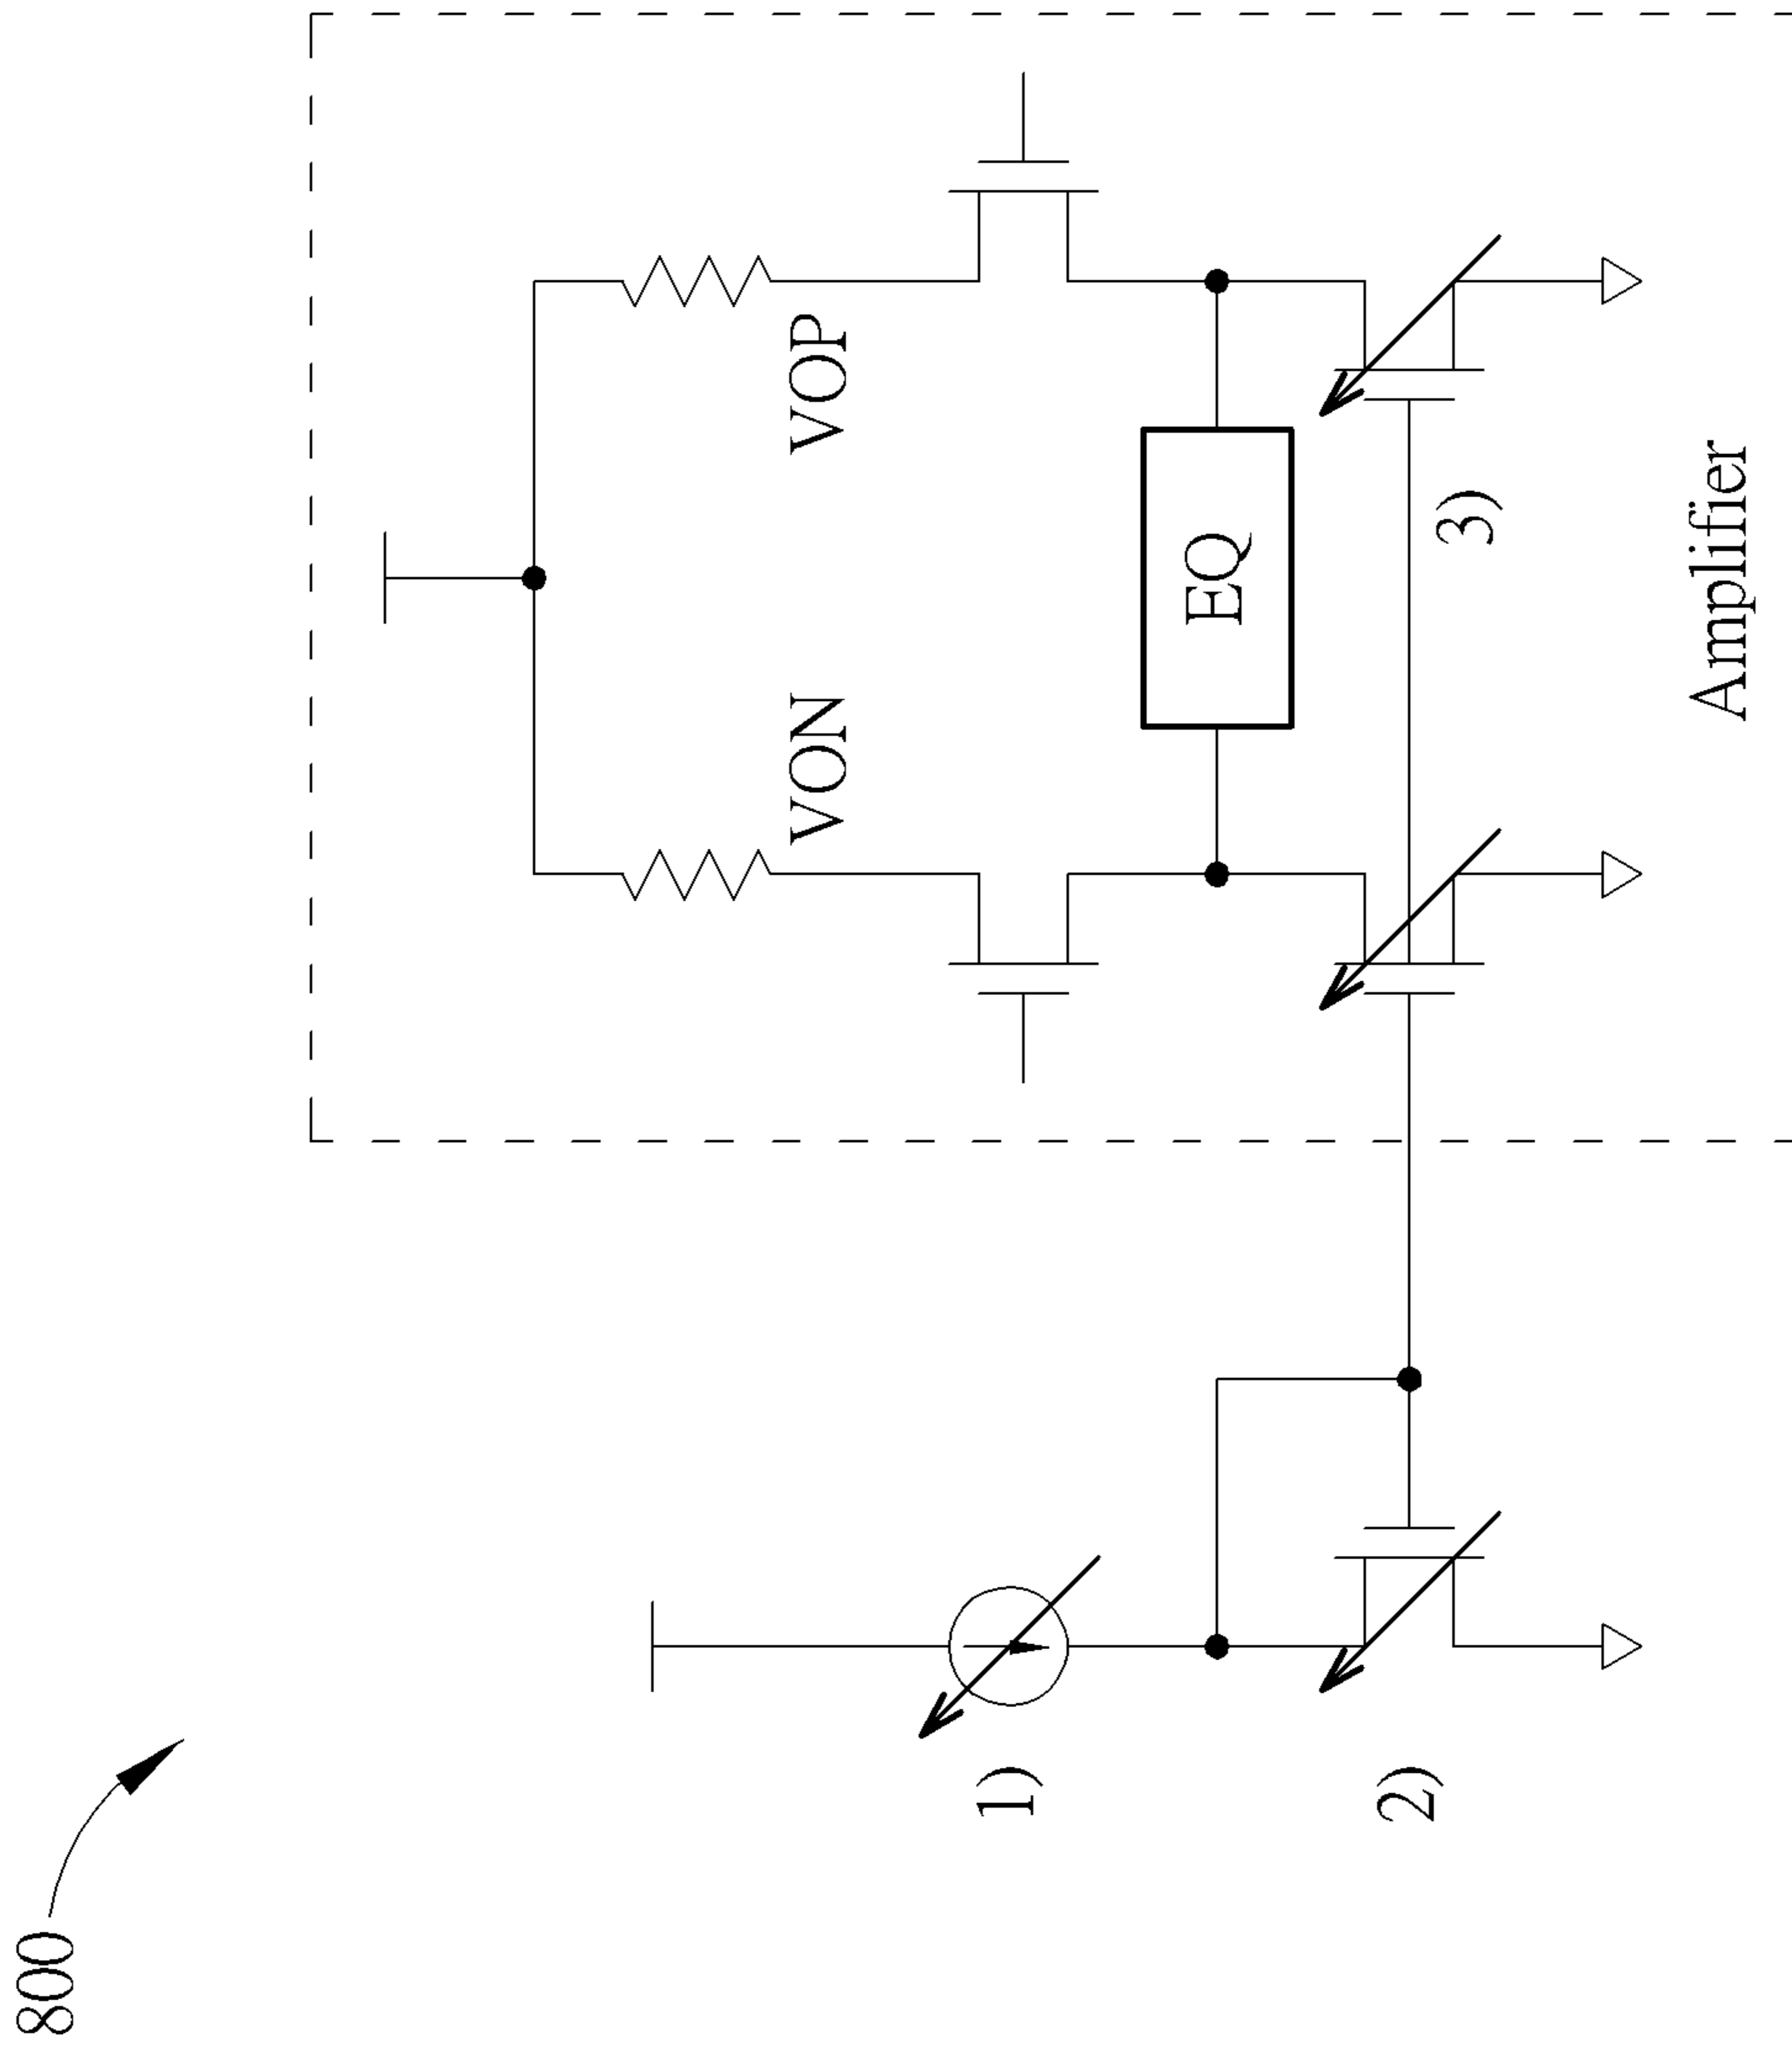 800
VON
VOP
EQ
1)
2)
3)
Amplifier